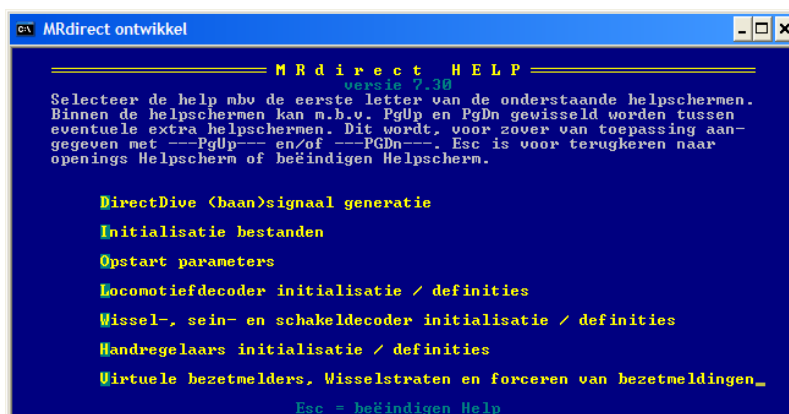 MRdirect ontwikkel
MRdirect HELP
versie 7.30
Selecteer de help mbv de eerste letter van de onderstaande helpschermen.
Binnen de helpschermen kan m.b.v. PgUp en PgDn gewisseld worden tussen
eventuele extra helpschermen. Dit wordt, voor zover van toepassing aan-
gegeven met ---PgUp--- en/of ---PGDn---. Esc is voor terugkeren naar
openings Helpscherm of beëindigen Helpscherm.
DirectDive (baan)signaal generatie
Initialisatie bestanden
Opstart parameters
Locomotiefdecoder initialisatie / definities
Wissel-, sein- en schakeldecoder initialisatie / definities
Handregelaars initialisatie / definities
Virtuele bezetmelders, Wisselstraten en forceren van bezetmeldingen_
Esc = beëindigen Help